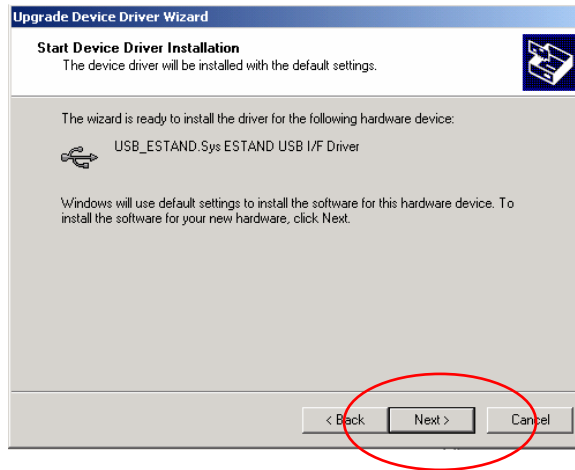 Upgrade Device Driver Wizard
Start Device Driver Installation
The device driver will be installed with the default settings.
The wizard is ready to install the driver for the following hardware device:
USB_ESTAND.Sys ESTAND USB I/F Driver
Windows will use default settings to install the software for this hardware device. To
install the software for your new hardware, click Next.
< Back Next > Cancel